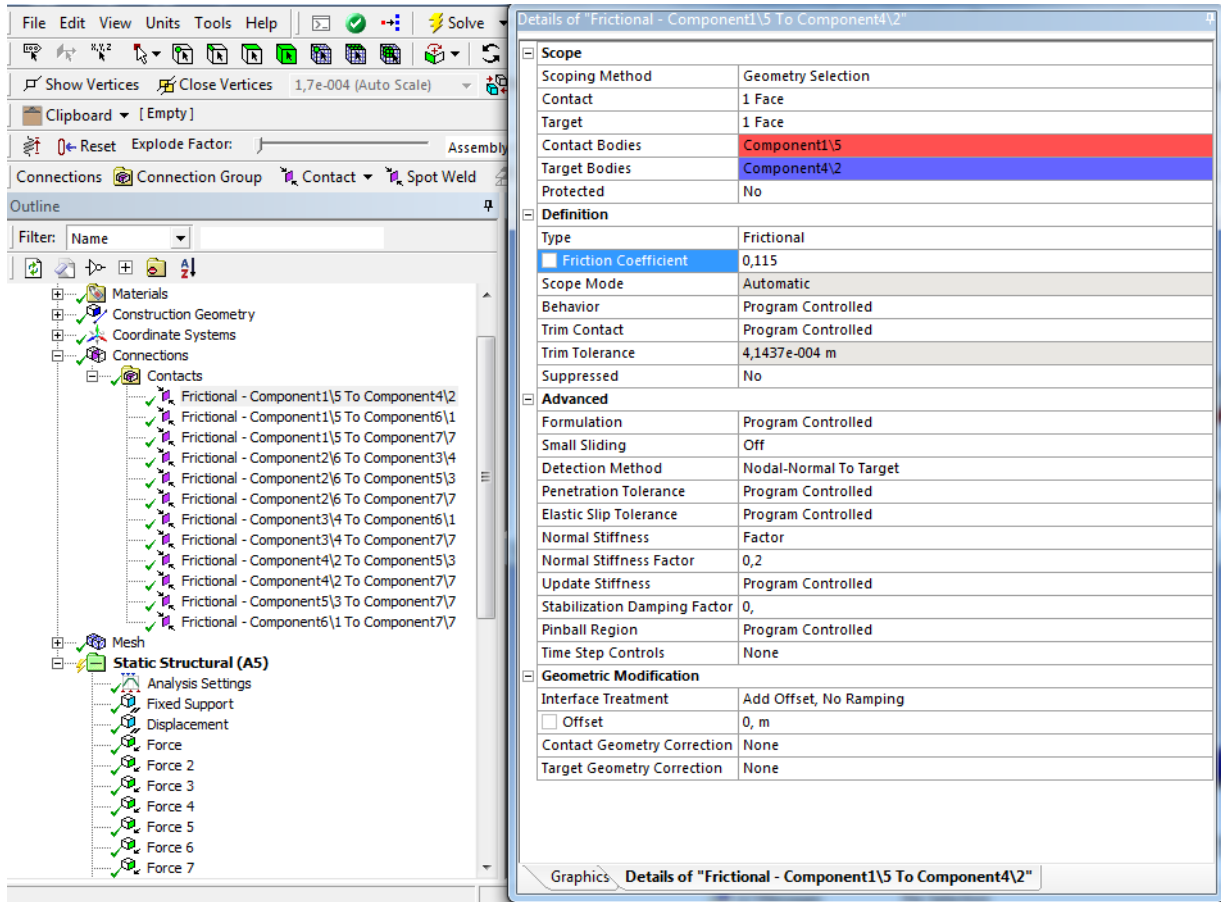 File Edit View Units Tools Help Solve
Show Vertices Close Vertices 1,7e-004 (Auto Scale)
Clipboard [Empty]
Reset Explode Factor: Assembly
Connections Connection Group Contact Spot Weld
Outline
Filter: Name
Materials
Construction Geometry
Coordinate Systems
Connections
Contacts
Frictional - Component1\5 To Component4\2
Frictional - Component1\5 To Component6\1
Frictional - Component1\5 To Component7\7
Frictional - Component2\6 To Component3\4
Frictional - Component2\6 To Component5\3
Frictional - Component2\6 To Component7\7
Frictional - Component3\4 To Component6\1
Frictional - Component3\4 To Component7\7
Frictional - Component4\2 To Component5\3
Frictional - Component4\2 To Component7\7
Frictional - Component5\3 To Component7\7
Frictional - Component6\1 To Component7\7
Mesh
Static Structural (A5)
Analysis Settings
Fixed Support
Displacement
Force
Force 2
Force 3
Force 4
Force 5
Force 6
Force 7
Details of "Frictional - Component1\5 To Component4\2"
Scope
Scoping Method Geometry Selection
Contact 1 Face
Target 1 Face
Contact Bodies Component1\5
Target Bodies Component4\2
Protected No
Definition
Type Frictional
Friction Coefficient 0,115
Scope Mode Automatic
Behavior Program Controlled
Trim Contact Program Controlled
Trim Tolerance 4,1437e-004 m
Suppressed No
Advanced
Formulation Program Controlled
Small Sliding Off
Detection Method Nodal-Normal To Target
Penetration Tolerance Program Controlled
Elastic Slip Tolerance Program Controlled
Normal Stiffness Factor
Normal Stiffness Factor 0,2
Update Stiffness Program Controlled
Stabilization Damping Factor 0,
Pinball Region Program Controlled
Time Step Controls None
Geometric Modification
Interface Treatment Add Offset, No Ramping
Offset 0, m
Contact Geometry Correction None
Target Geometry Correction None
Graphics Details of "Frictional - Component1\5 To Component4\2"